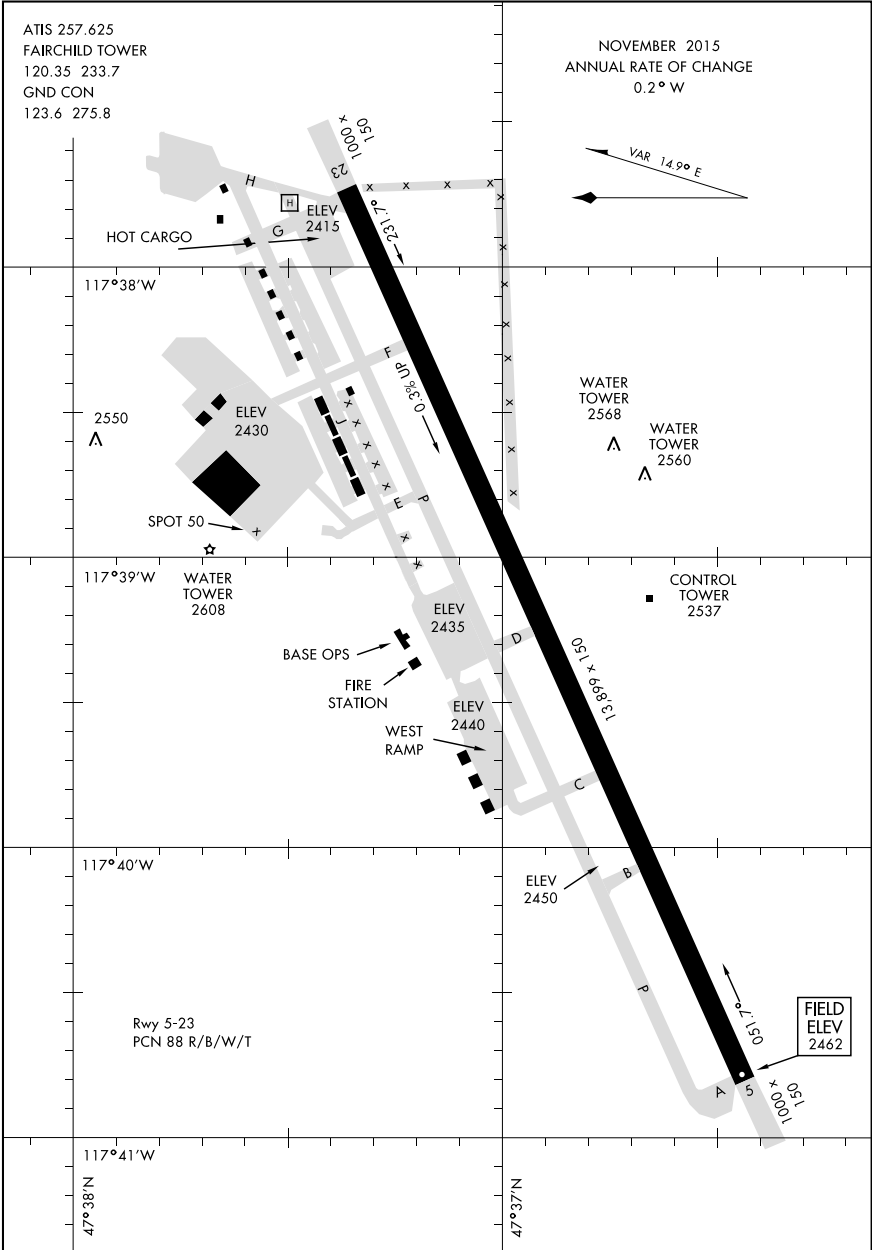 ATIS 257.625
FAIRCHILD TOWER
120.35 233.7
GND CON
123.6 275.8
NOVEMBER 2015
ANNUAL RATE OF CHANGE
0.2° W
VAR 14.9° E
1000 x
150
23
H
H
ELEV
2415
G
HOT CARGO
231.7°
117°38'W
F
0.3% UP
2550
ELEV
2430
J
WATER
TOWER
2568
WATER
TOWER
2560
P
E
SPOT 50
117°39'W
WATER
TOWER
2608
CONTROL
TOWER
2537
ELEV
2435
BASE OPS
D
13,899 x 150
FIRE
STATION
ELEV
2440
WEST
RAMP
C
117°40'W
ELEV
2450
B
P
051.7°
FIELD
ELEV
2462
Rwy 5-23
PCN 88 R/B/W/T
A
5
1000 x
150
117°41'W
47°38'N
47°37'N